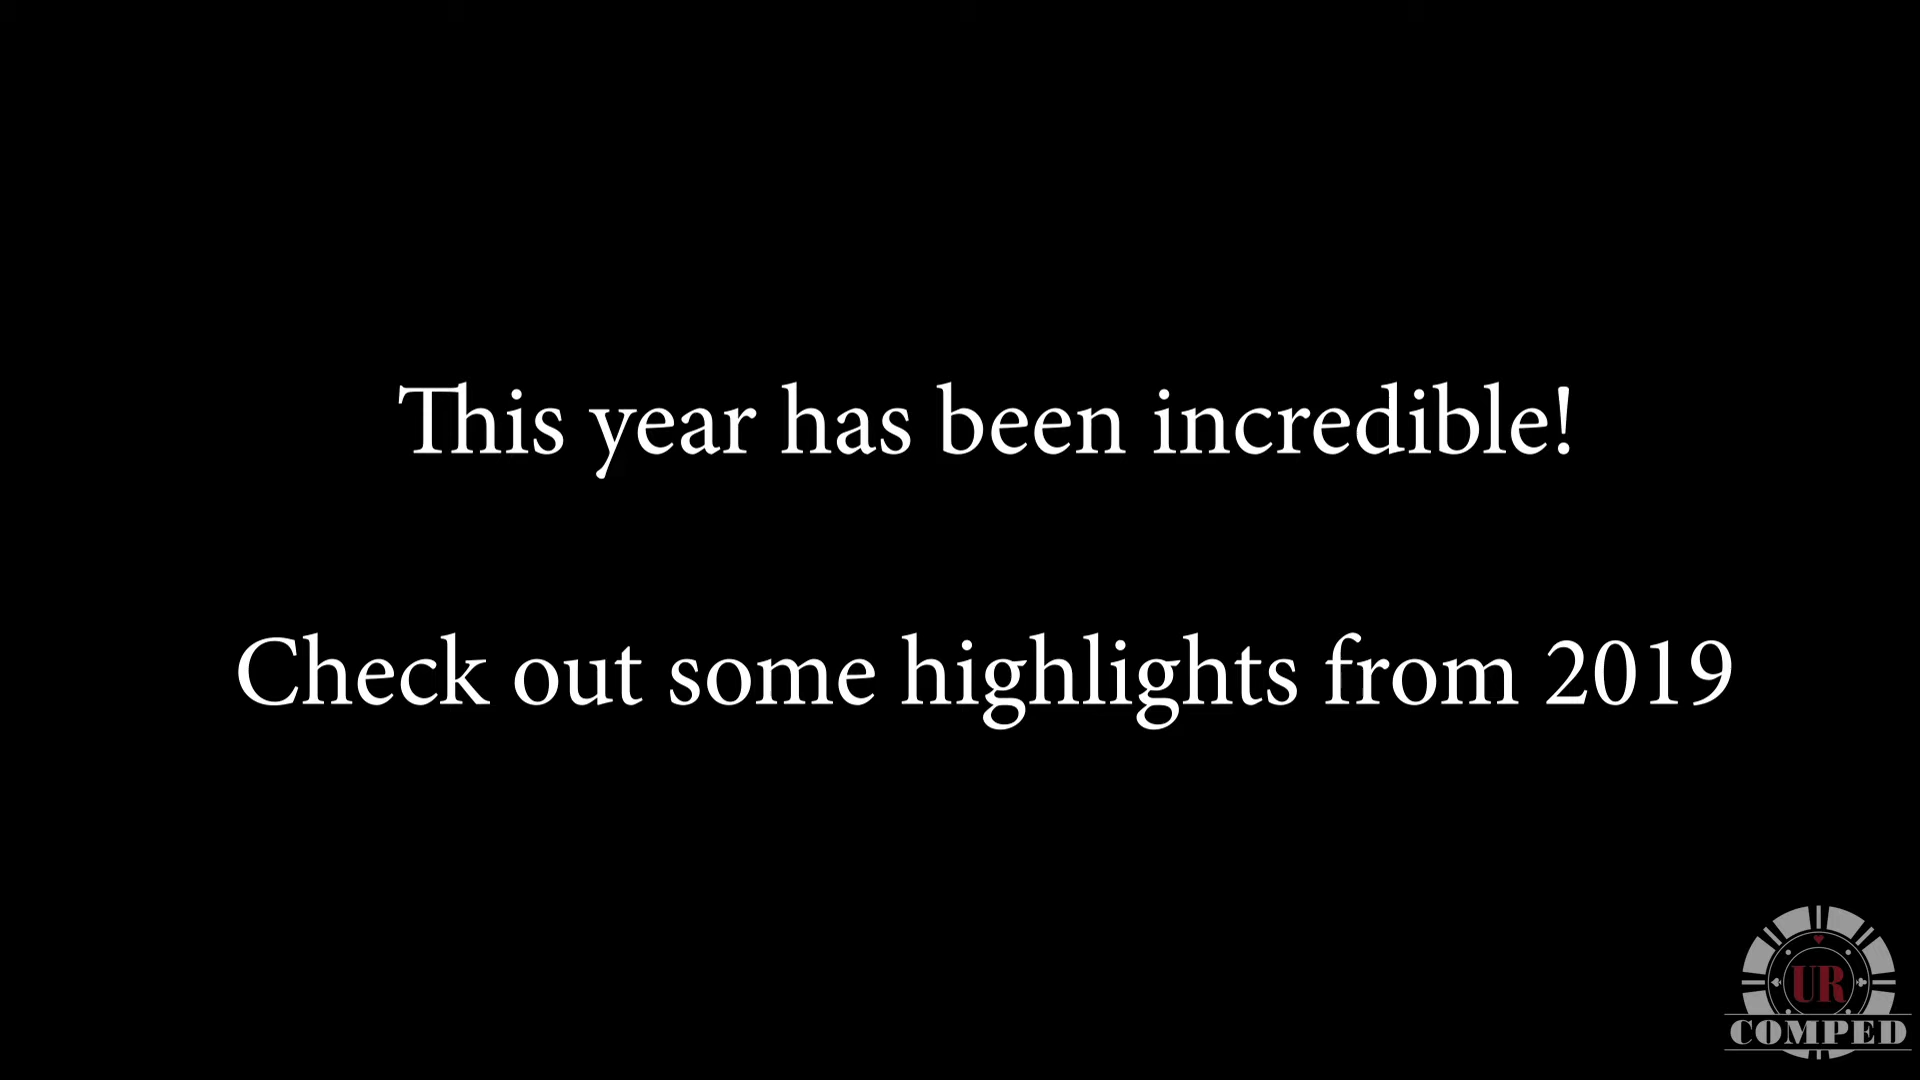 This year has been incredible!
Check out some highlights from 2019
UR
COMPED